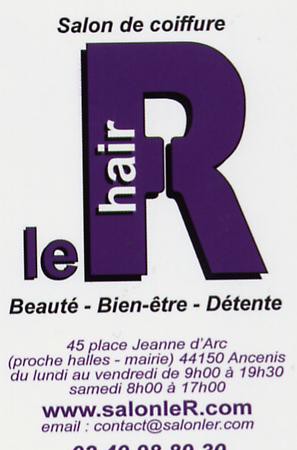 Salon de coiffure
le R
hair
Beauté - Bien-être - Détente
45 place Jeanne d'Arc
(proche halles - mairie) 44150 Ancenis
du lundi au vendredi de 9h00 à 19h30
samedi 8h00 à 17h00
www.salonleR.com
email : contact@salonler.com